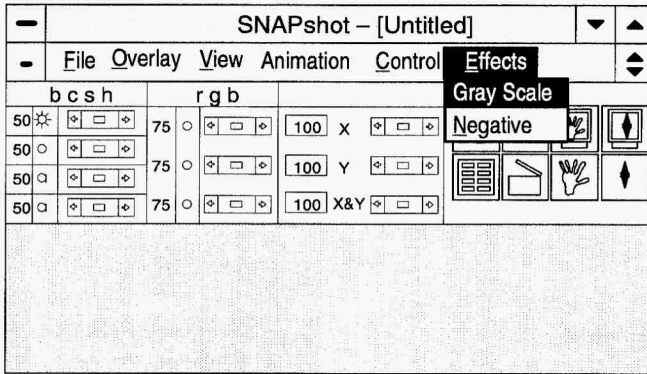 SNAPshot – [Untitled]
File Overlay View Animation Control Effects
Gray Scale
Negative
b c s h r g b
50 75 100 X
50
75 100 Y
50
50 75 100 X&Y